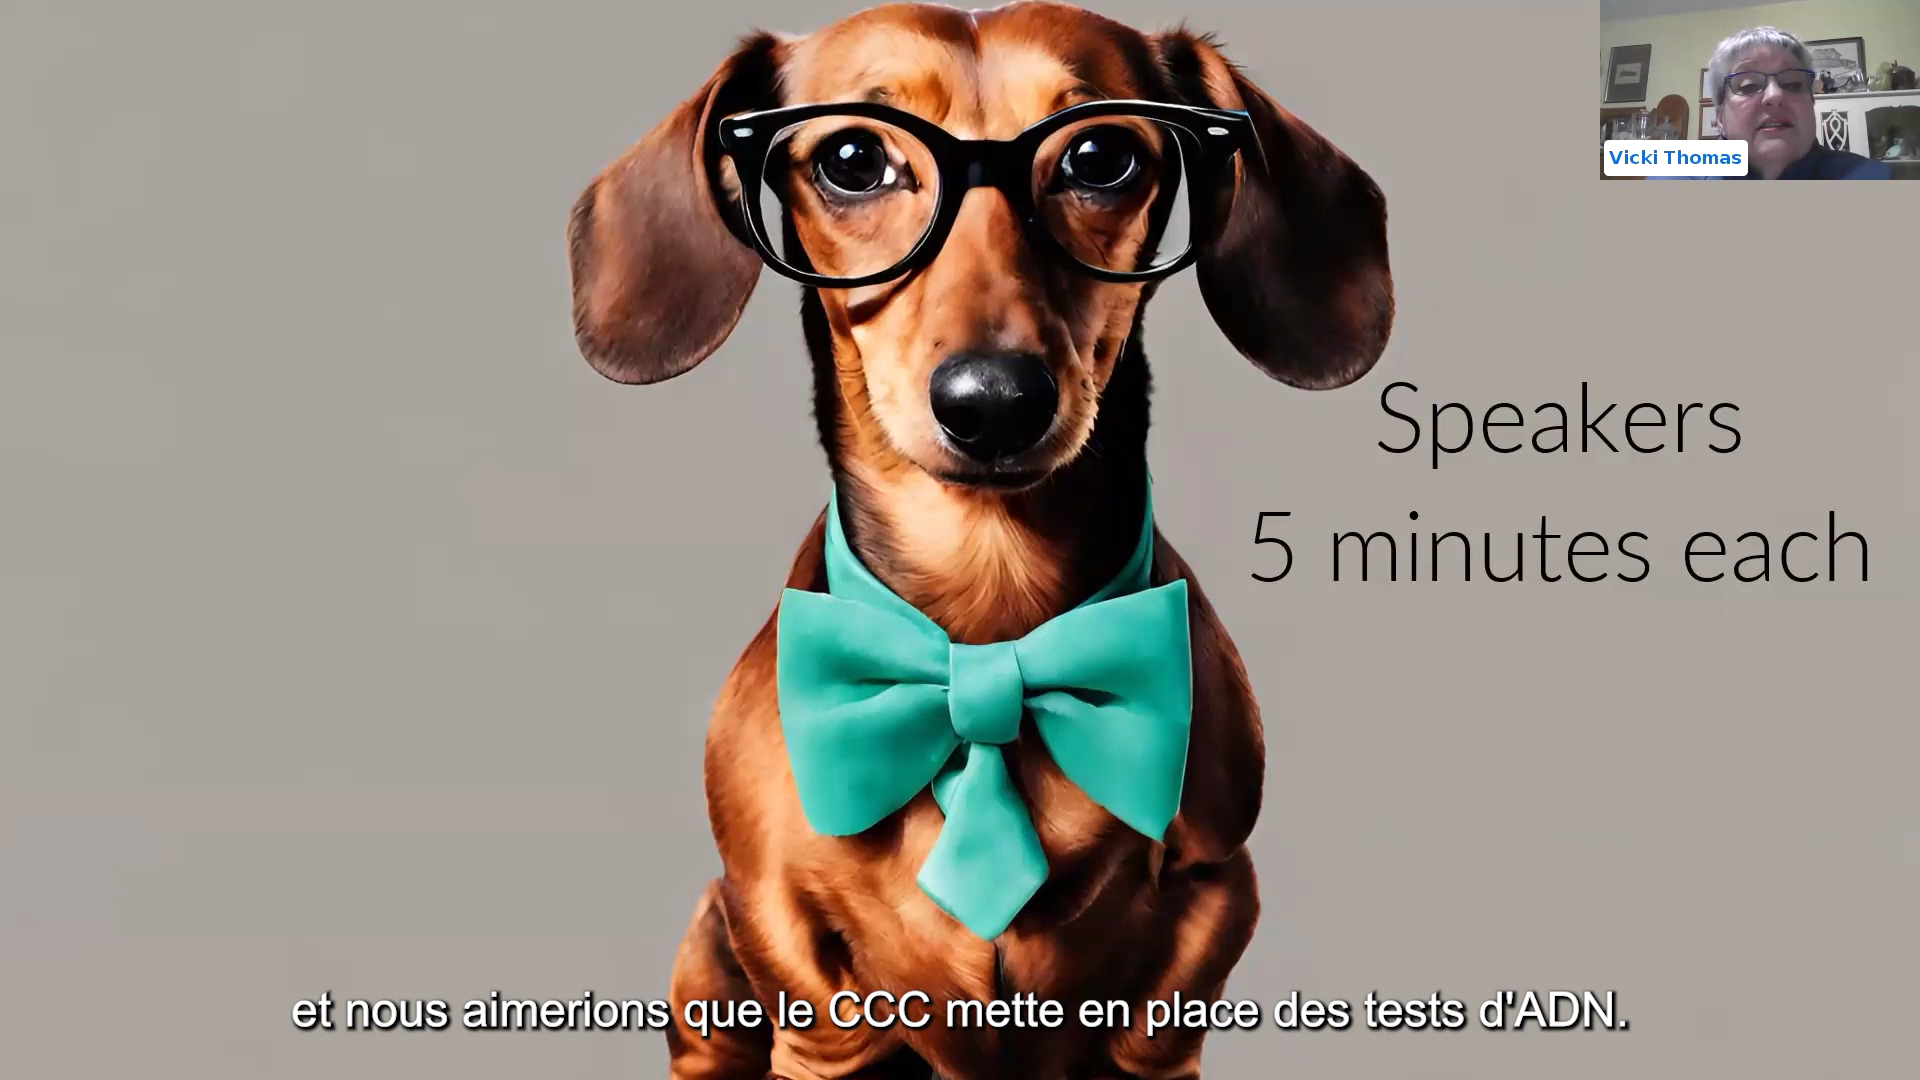 Vicki Thomas
Speakers
5 minutes each
et nous aimerions que le CCC mette en place des tests d'ADN.